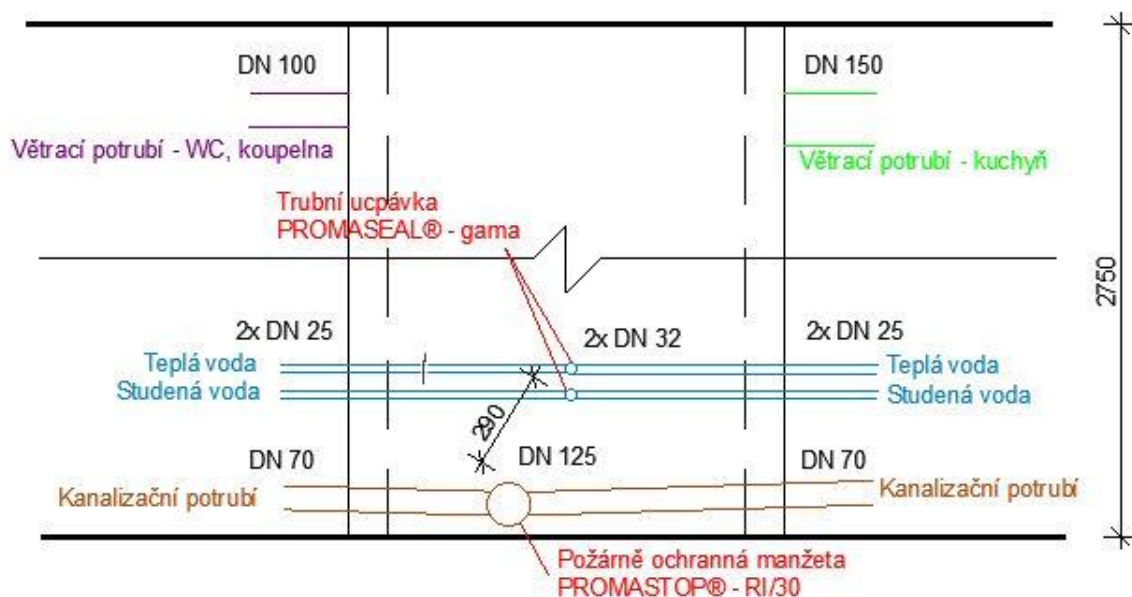 DN 100
DN 150
Větrací potrubí - WC, koupelna
Větrací potrubí - kuchyň
Trubní ucpávka
PROMASEAL® - gama
2750
2x DN 25
2x DN 32
2x DN 25
Teplá voda
Teplá voda
Studená voda
Studená voda
290
DN 70
DN 125
DN 70
Kanalizační potrubí
Kanalizační potrubí
Požárně ochranná manžeta
PROMASTOP® - RI/30